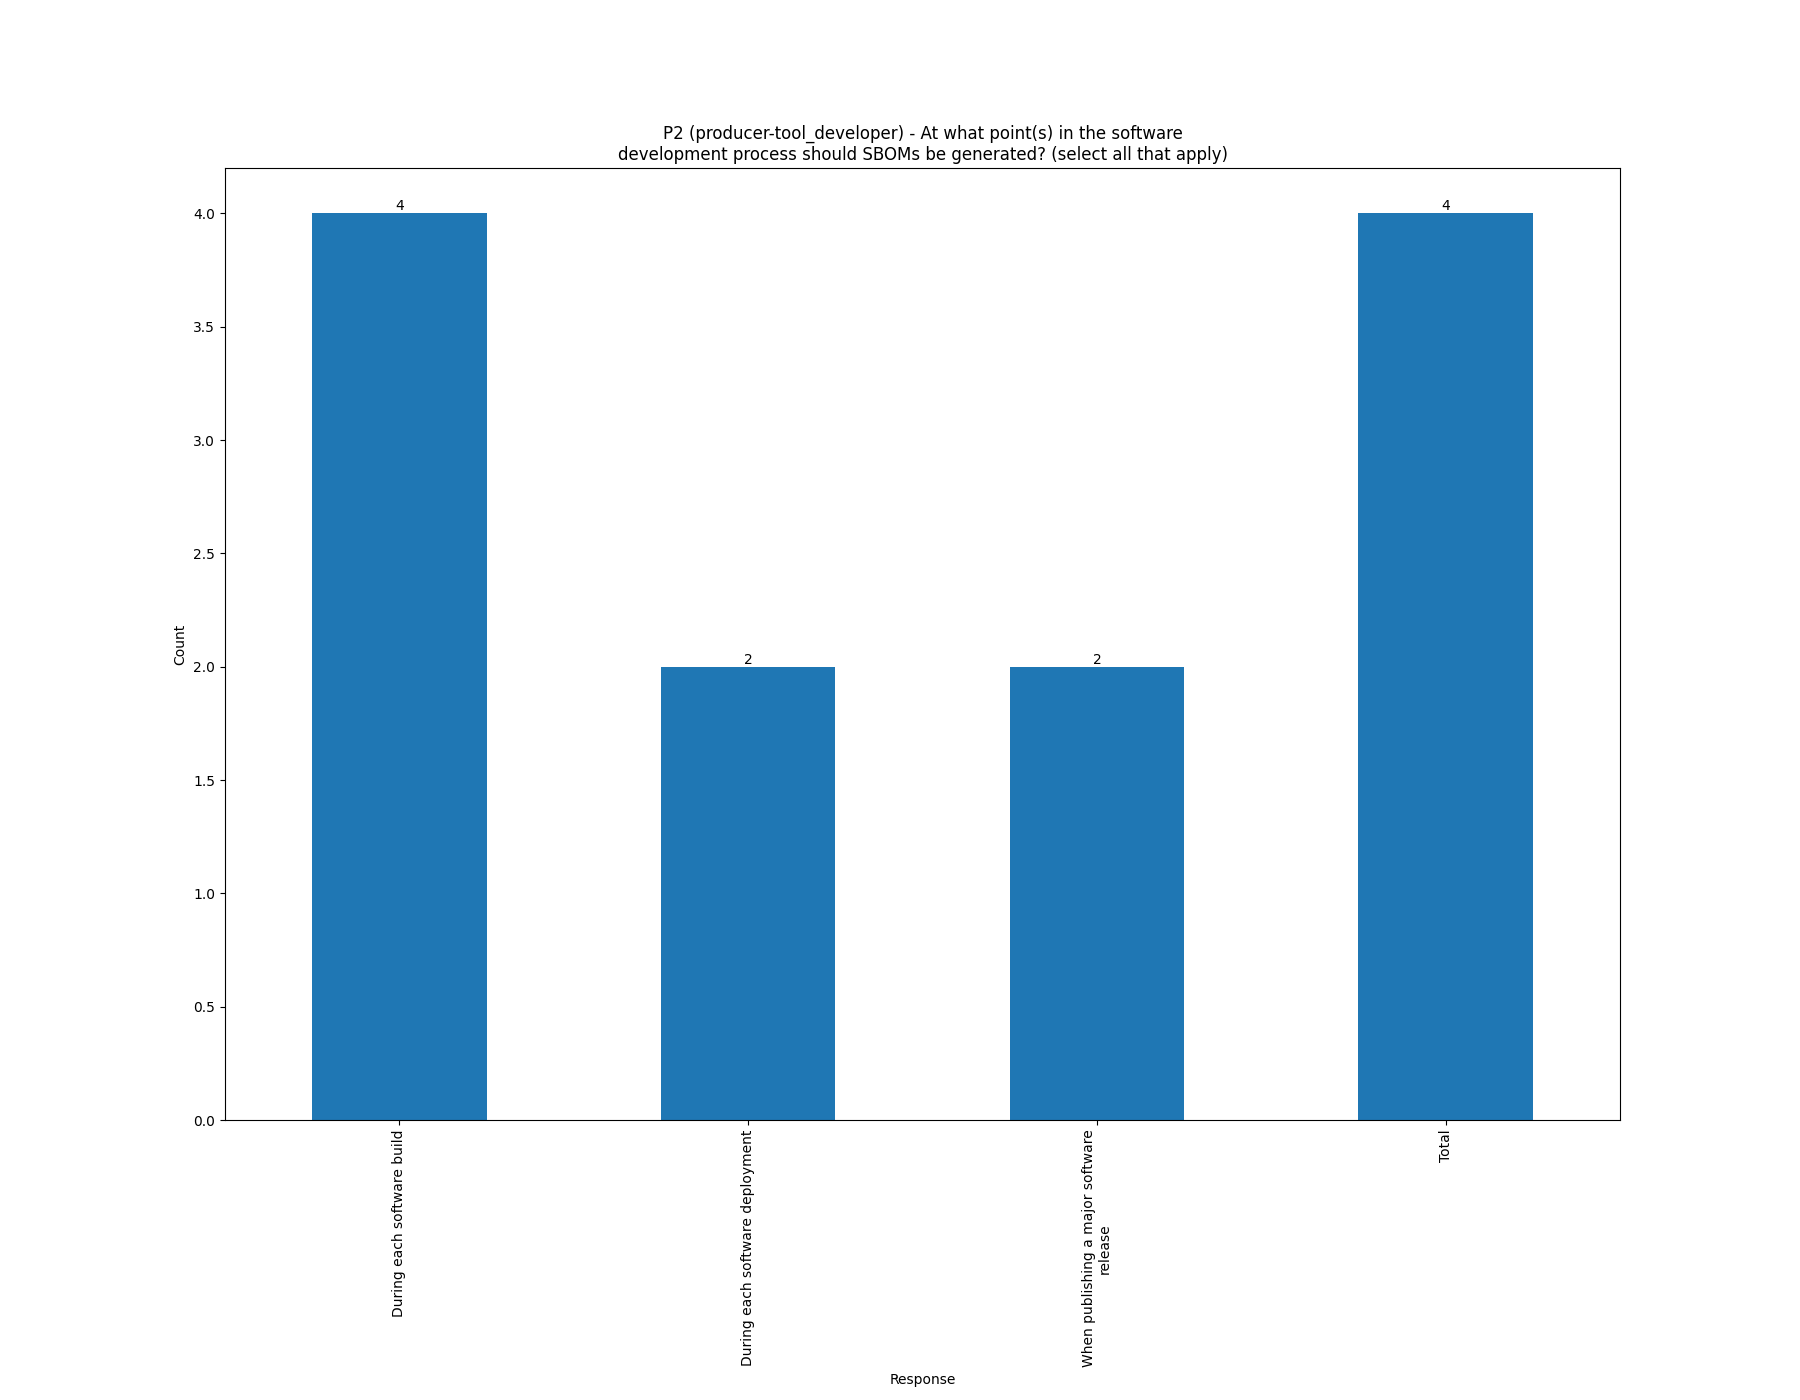 P2 (producer-tool_developer) - At what point(s) in the software
development process should SBOMs be generated? (select all that apply)
4
2
2
4
4.0
3.5
3.0
2.5
2.0
1.5
1.0
0.5
0.0
Count
During each software build
During each software deployment
When publishing a major software
release
Total
Response